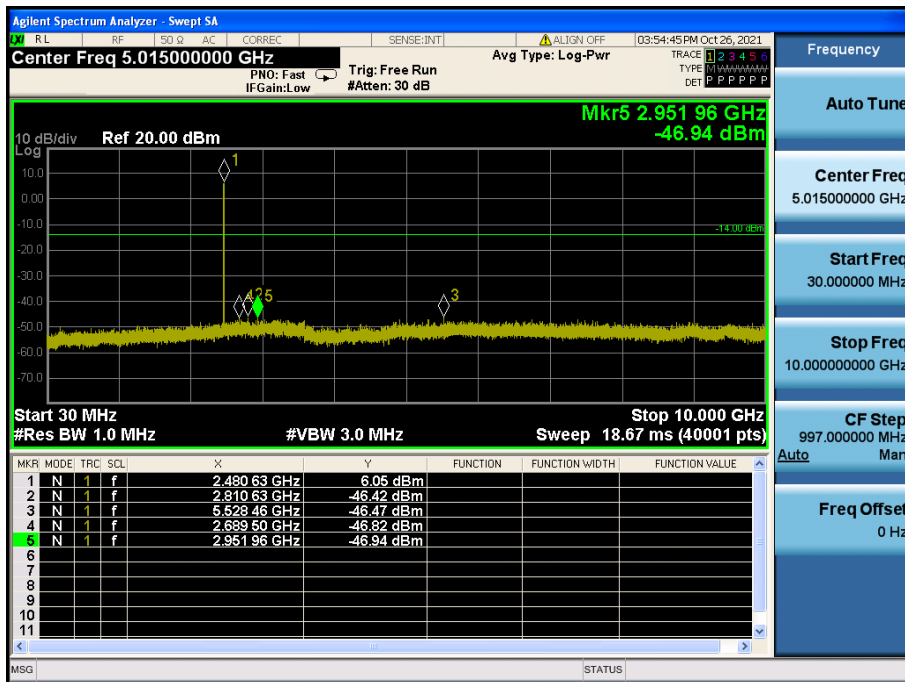 Agilent Spectrum Analyzer - Swept SA
LXI RL RF 50 Ω AC CORREC SENSE:INT ALIGN OFF 03:54:45 PM Oct 26, 2021
Center Freq 5.015000000 GHz
PNO: Fast
IFGain:Low
Trig: Free Run
#Atten: 30 dB
Avg Type: Log-Pwr
TRACE 1 2 3 4 5 6
TYPE M W W W W W
DET P P P P P P
Mkr5 2.951 96 GHz
-46.94 dBm
10 dB/div Ref 20.00 dBm
Log
10.0
0.00
-10.0
-20.0
-30.0
-40.0
-50.0
-60.0
-70.0
1
-14.00 dBm
4 2 5
3
Start 30 MHz
Stop 10.000 GHz
#Res BW 1.0 MHz
#VBW 3.0 MHz
Sweep 18.67 ms (40001 pts)
MKR MODE TRC SCL X Y FUNCTION FUNCTION WIDTH FUNCTION VALUE
1 N 1 f 2.480 63 GHz 6.05 dBm
2 N 1 f 2.810 63 GHz -46.42 dBm
3 N 1 f 5.528 46 GHz -46.47 dBm
4 N 1 f 2.689 50 GHz -46.82 dBm
5 N 1 f 2.951 96 GHz -46.94 dBm
6
7
8
9
10
11
MSG
STATUS
Frequency
Auto Tune
Center Freq
5.015000000 GHz
Start Freq
30.000000 MHz
Stop Freq
10.000000000 GHz
CF Step
997.000000 MHz
Auto Man
Freq Offset
0 Hz